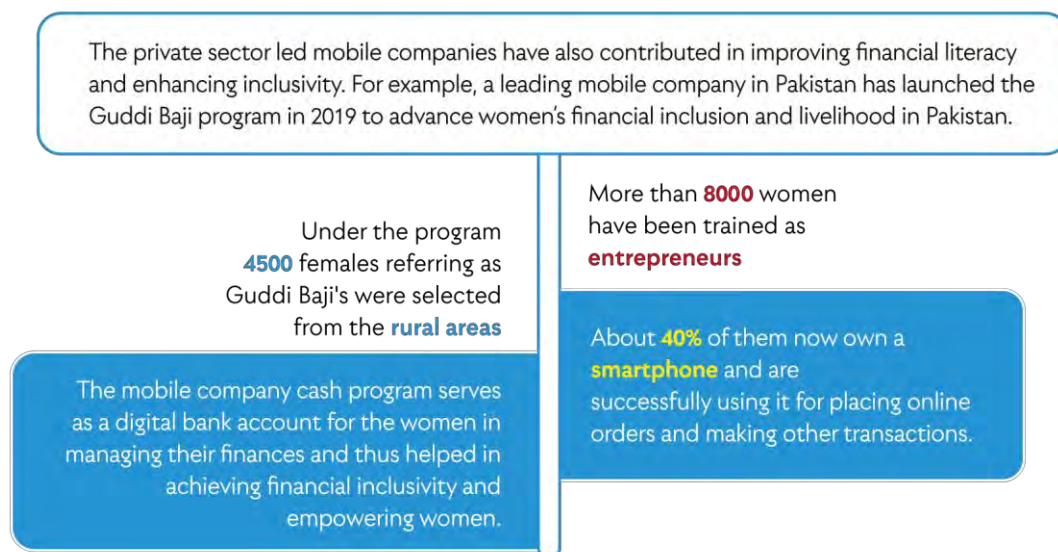 The private sector led mobile companies have also contributed in improving financial literacy
and enhancing inclusivity. For example, a leading mobile company in Pakistan has launched the
Guddi Baji program in 2019 to advance women's financial inclusion and livelihood in Pakistan.
Under the program
4500 females referring as
Guddi Baji's were selected
from the rural areas
The mobile company cash program serves
as a digital bank account for the women in
managing their finances and thus helped in
achieving financial inclusivity and
empowering women.
More than 8000 women
have been trained as
entrepreneurs
About 40% of them now own a
smartphone and are
successfully using it for placing online
orders and making other transactions.